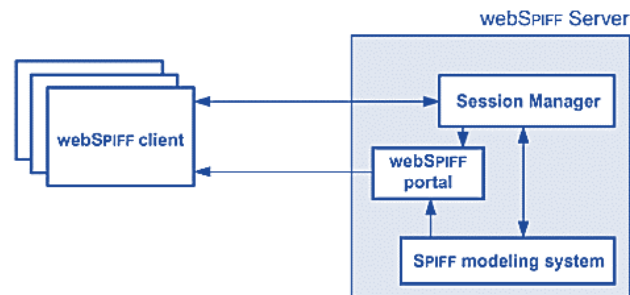 webSPIFF Server
Session Manager
webSPIFF client
webSPIFF
portal
SPIFF modeling system